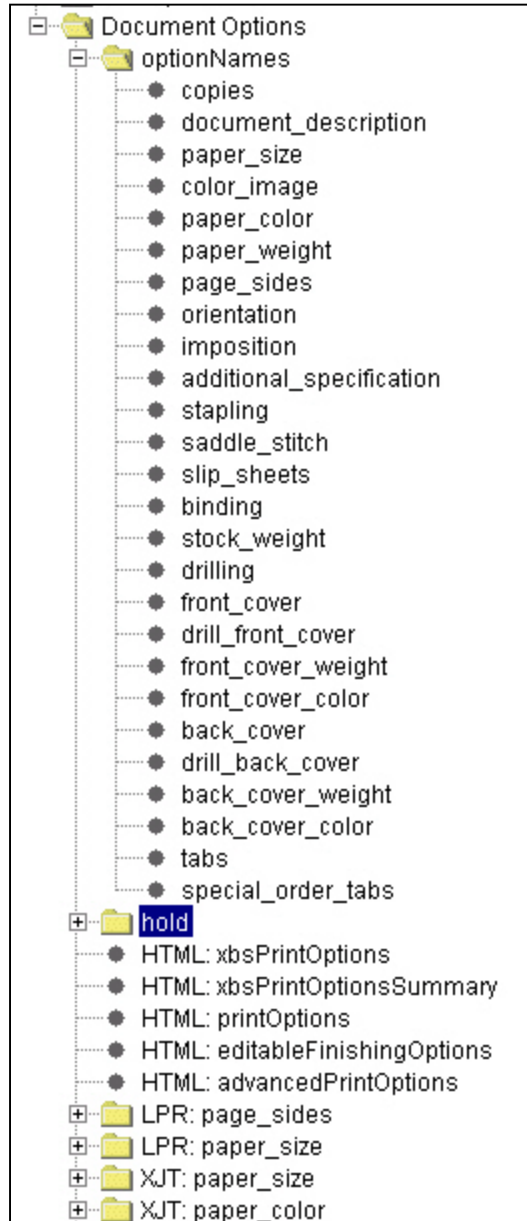 Document Options
optionNames
copies
document_description
paper_size
color_image
paper_color
paper_weight
page_sides
orientation
imposition
additional_specification
stapling
saddle_stitch
slip_sheets
binding
stock_weight
drilling
front_cover
drill_front_cover
front_cover_weight
front_cover_color
back_cover
drill_back_cover
back_cover_weight
back_cover_color
tabs
special_order_tabs
hold
HTML: xbsPrintOptions
HTML: xbsPrintOptionsSummary
HTML: printOptions
HTML: editableFinishingOptions
HTML: advancedPrintOptions
LPR: page_sides
LPR: paper_size
XJT: paper_size
XJT: paper_color